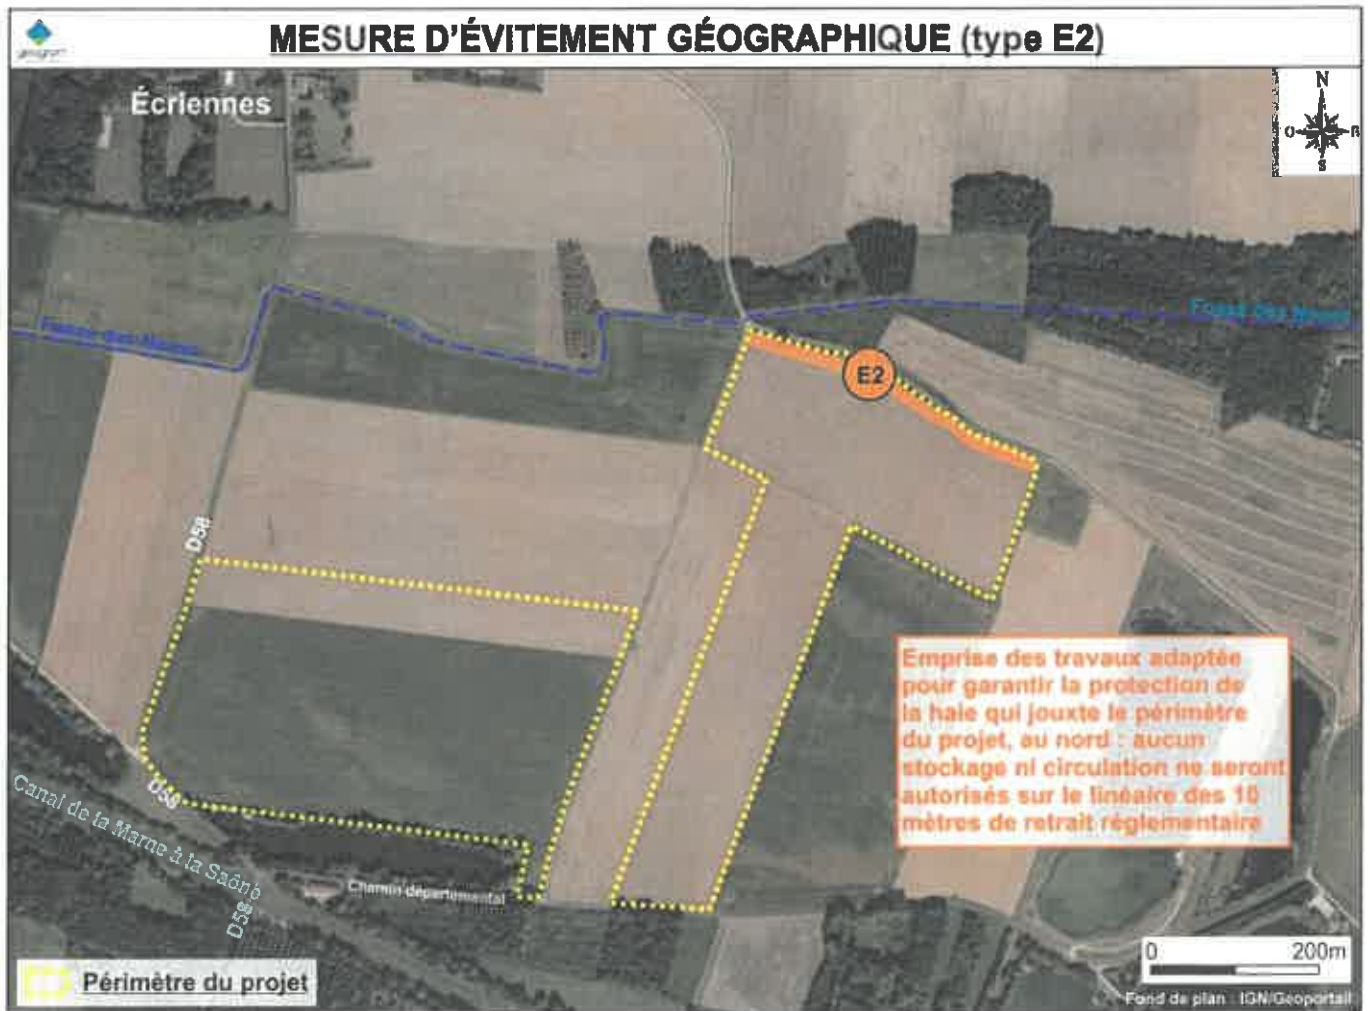 MESURE D'ÉVITEMENT GÉOGRAPHIQUE (type E2)
Écriennes
N
O
S
E2
D58
Emprise des travaux adaptée
pour garantir la protection de
la haie qui jouxte le périmètre
du projet, au nord : aucun
stockage ni circulation ne seront
autorisés sur le linéaire des 10
mètres de retrait réglementaire
D58
Canal de la Marne à la Saône
D58
Chemin départemental
Périmètre du projet
0 200m
Fond de plan : IGN/Geoportail